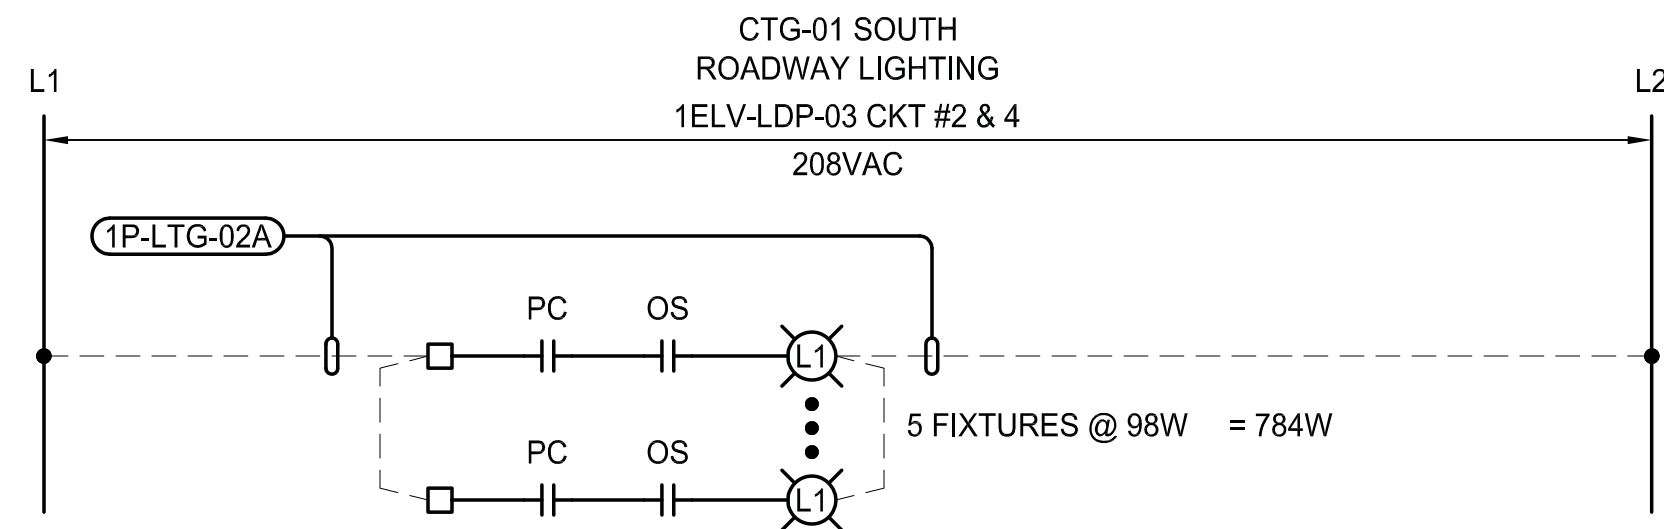 CTG-01 SOUTH
ROADWAY LIGHTING
L1
L2
1ELV-LDP-03 CKT #2 & 4
208VAC
1P-LTG-02A
PC OS
L1
5 FIXTURES @ 98W = 784W
PC OS
L1